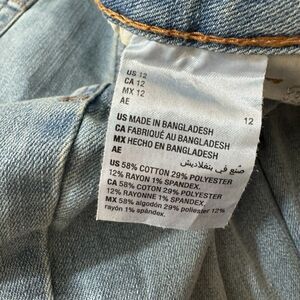 US 12
CA 12
MX 12
AE
12
US MADE IN BANGLADESH
CA FABRIQUÉ AU BANGLADESH
MX HECHO EN BANGLADESH
AE صنع في بنغلاديش
US 58% COTTON 29% POLYESTER
12% RAYON 1% SPANDEX.
CA 58% COTON 29% POLYESTER
12% RAYONNE 1% SPANDEX.
MX 58% algodón 29% poliester 12%
rayón 1% spándex.